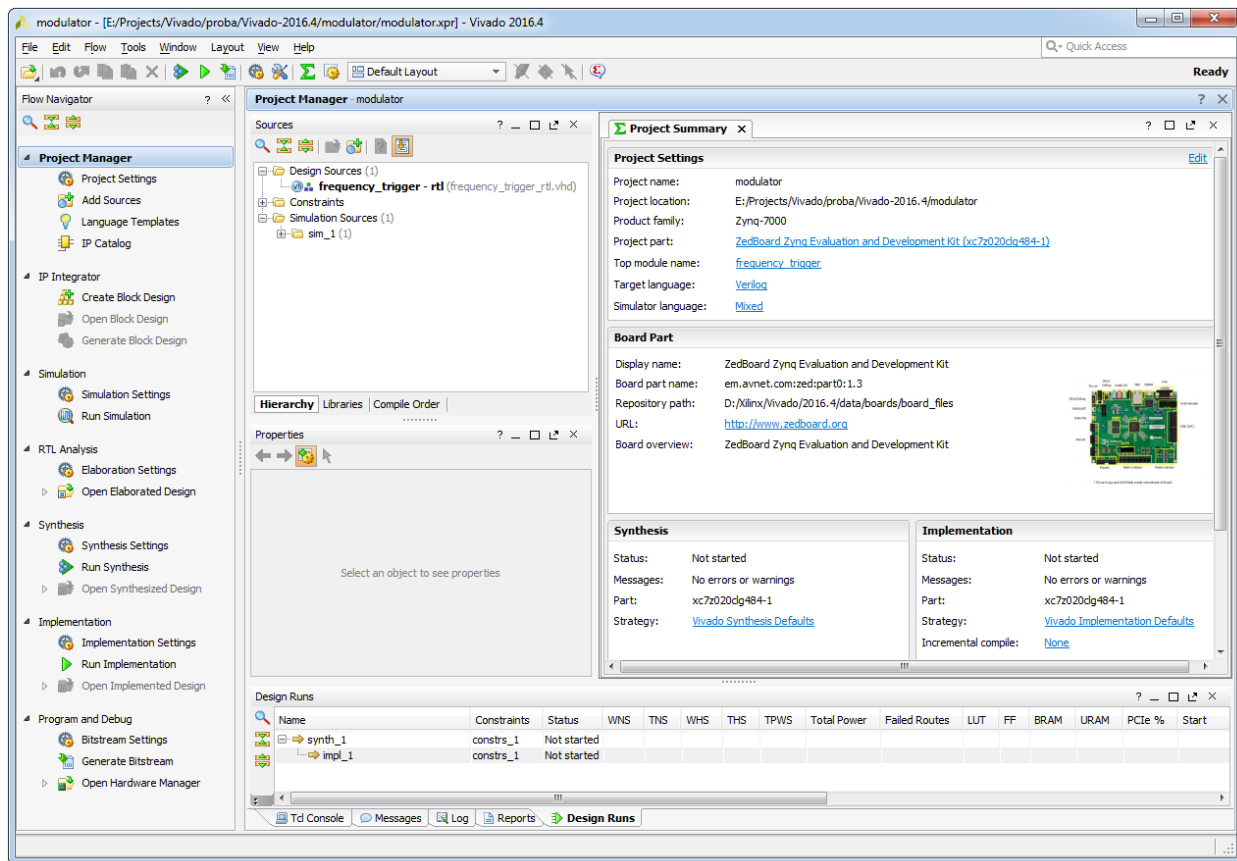 modulator - [E:/Projects/Vivado/proba/Vivado-2016.4/modulator/modulator.xpr] - Vivado 2016.4
File Edit Flow Tools Window Layout View Help
Quick Access
Default Layout
Ready
Flow Navigator
Project Manager
Project Settings
Add Sources
Language Templates
IP Catalog
IP Integrator
Create Block Design
Open Block Design
Generate Block Design
Simulation
Simulation Settings
Run Simulation
RTL Analysis
Elaboration Settings
Open Elaborated Design
Synthesis
Synthesis Settings
Run Synthesis
Open Synthesized Design
Implementation
Implementation Settings
Run Implementation
Open Implemented Design
Program and Debug
Bitstream Settings
Generate Bitstream
Open Hardware Manager
Project Manager - modulator
Sources
Design Sources (1)
frequency_trigger - rtl (frequency_trigger_rtl.vhd)
Constraints
Simulation Sources (1)
sim_1 (1)
Hierarchy Libraries Compile Order
Properties
Select an object to see properties
Project Summary
Project Settings Edit
Project name: modulator
Project location: E:/Projects/Vivado/proba/Vivado-2016.4/modulator
Product family: Zynq-7000
Project part: ZedBoard Zynq Evaluation and Development Kit (xc7z020clg484-1)
Top module name: frequency_trigger
Target language: Verilog
Simulator language: Mixed
Board Part
Display name: ZedBoard Zynq Evaluation and Development Kit
Board part name: em.avnet.com:zed:part0:1.3
Repository path: D:/Xilinx/Vivado/2016.4/data/boards/board_files
URL: http://www.zedboard.org
Board overview: ZedBoard Zynq Evaluation and Development Kit
Synthesis
Status: Not started
Messages: No errors or warnings
Part: xc7z020clg484-1
Strategy: Vivado Synthesis Defaults
Implementation
Status: Not started
Messages: No errors or warnings
Part: xc7z020clg484-1
Strategy: Vivado Implementation Defaults
Incremental compile: None
Design Runs
Name Constraints Status WNS TNS WHS THS TPWS Total Power Failed Routes LUT FF BRAM URAM PCIe % Start
synth_1 constrs_1 Not started
impl_1 constrs_1 Not started
Tcl Console Messages Log Reports Design Runs